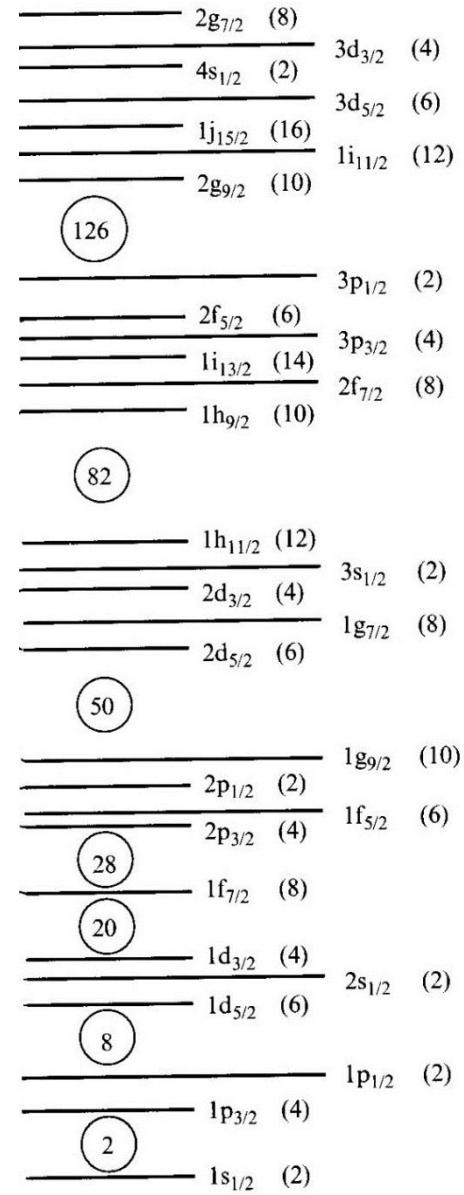 2g7/2 (8)
3d3/2 (4)
4s1/2 (2)
3d5/2 (6)
1j15/2 (16)
1i11/2 (12)
2g9/2 (10)
126
3p1/2 (2)
2f5/2 (6)
3p3/2 (4)
1i13/2 (14)
2f7/2 (8)
1h9/2 (10)
82
1h11/2 (12)
3s1/2 (2)
2d3/2 (4)
1g7/2 (8)
2d5/2 (6)
50
1g9/2 (10)
2p1/2 (2)
1f5/2 (6)
2p3/2 (4)
28
1f7/2 (8)
20
1d3/2 (4)
2s1/2 (2)
1d5/2 (6)
8
1p1/2 (2)
1p3/2 (4)
2
1s1/2 (2)